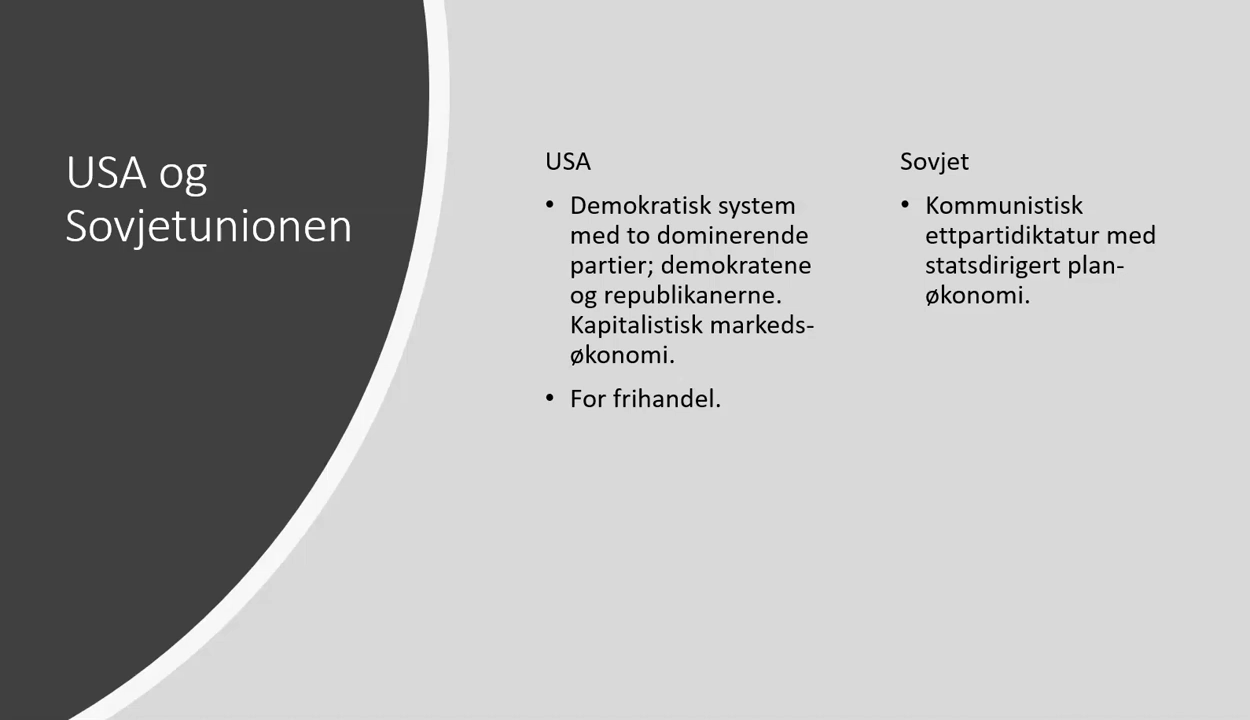 USA og
Sovjetunionen
USA
• Demokratisk system
med to dominerende
partier; demokratene
og republikanerne.
Kapitalistisk markeds-
økonomi.
• For frihandel.
Sovjet
• Kommunistisk
ettpartidiktatur med
statsdirigert plan-
økonomi.